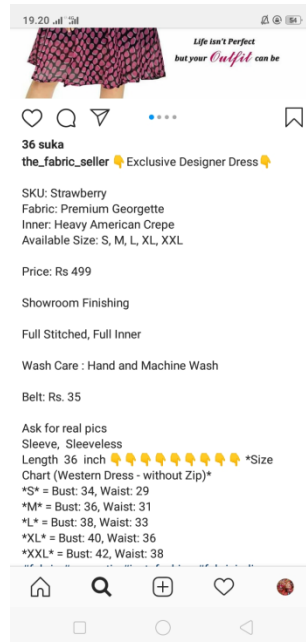 19.20
54
Life isn't Perfect
but your Outfit can be
36 suka
the_fabric_seller 👇Exclusive Designer Dress👇
SKU: Strawberry
Fabric: Premium Georgette
Inner: Heavy American Crepe
Available Size: S, M, L, XL, XXL
Price: Rs 499
Showroom Finishing
Full Stitched, Full Inner
Wash Care : Hand and Machine Wash
Belt: Rs. 35
Ask for real pics
Sleeve, Sleeveless
Length 36 inch 👇👇👇👇👇👇👇👇👇 *Size
Chart (Western Dress - without Zip)*
*S* = Bust: 34, Waist: 29
*M* = Bust: 36, Waist: 31
*L* = Bust: 38, Waist: 33
*XL* = Bust: 40, Waist: 36
*XXL* = Bust: 42, Waist: 38